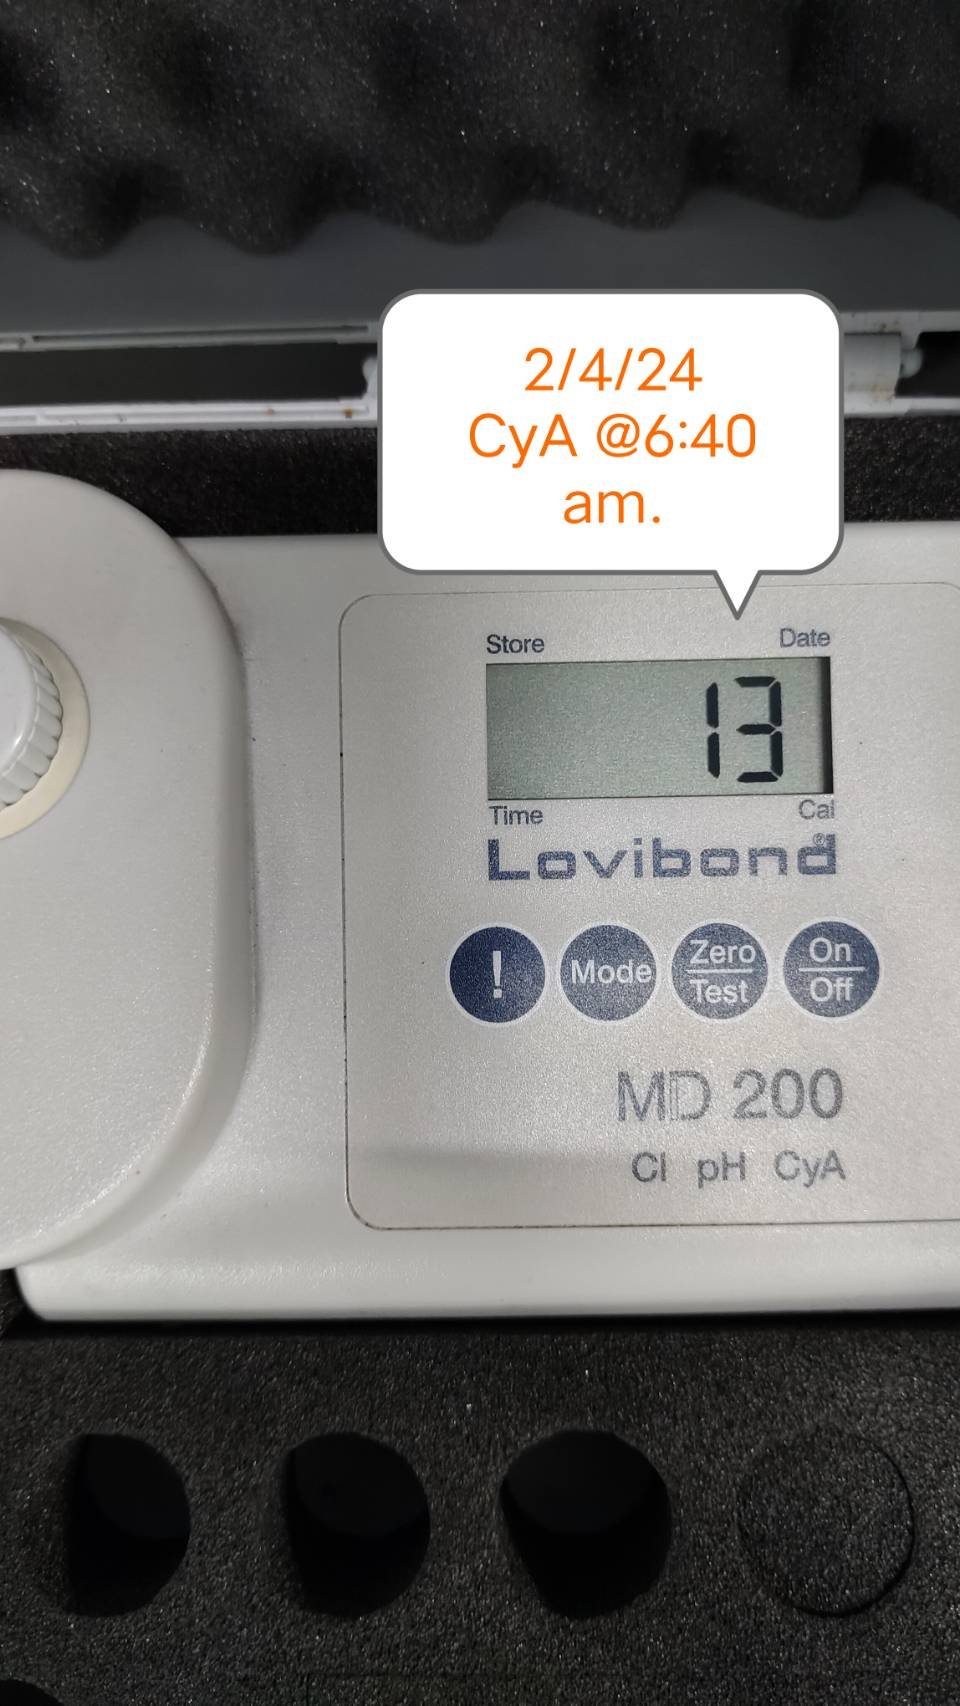 2/4/24
CyA @6:40
am.
Store Date
13
Time Cal
Lovibond®
! Mode Zero Test On Off
MD 200
Cl pH CyA